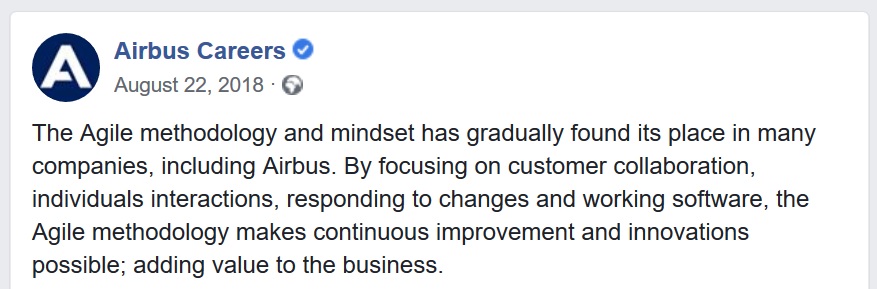 Airbus Careers
August 22, 2018 ·
The Agile methodology and mindset has gradually found its place in many
companies, including Airbus. By focusing on customer collaboration,
individuals interactions, responding to changes and working software, the
Agile methodology makes continuous improvement and innovations
possible; adding value to the business.